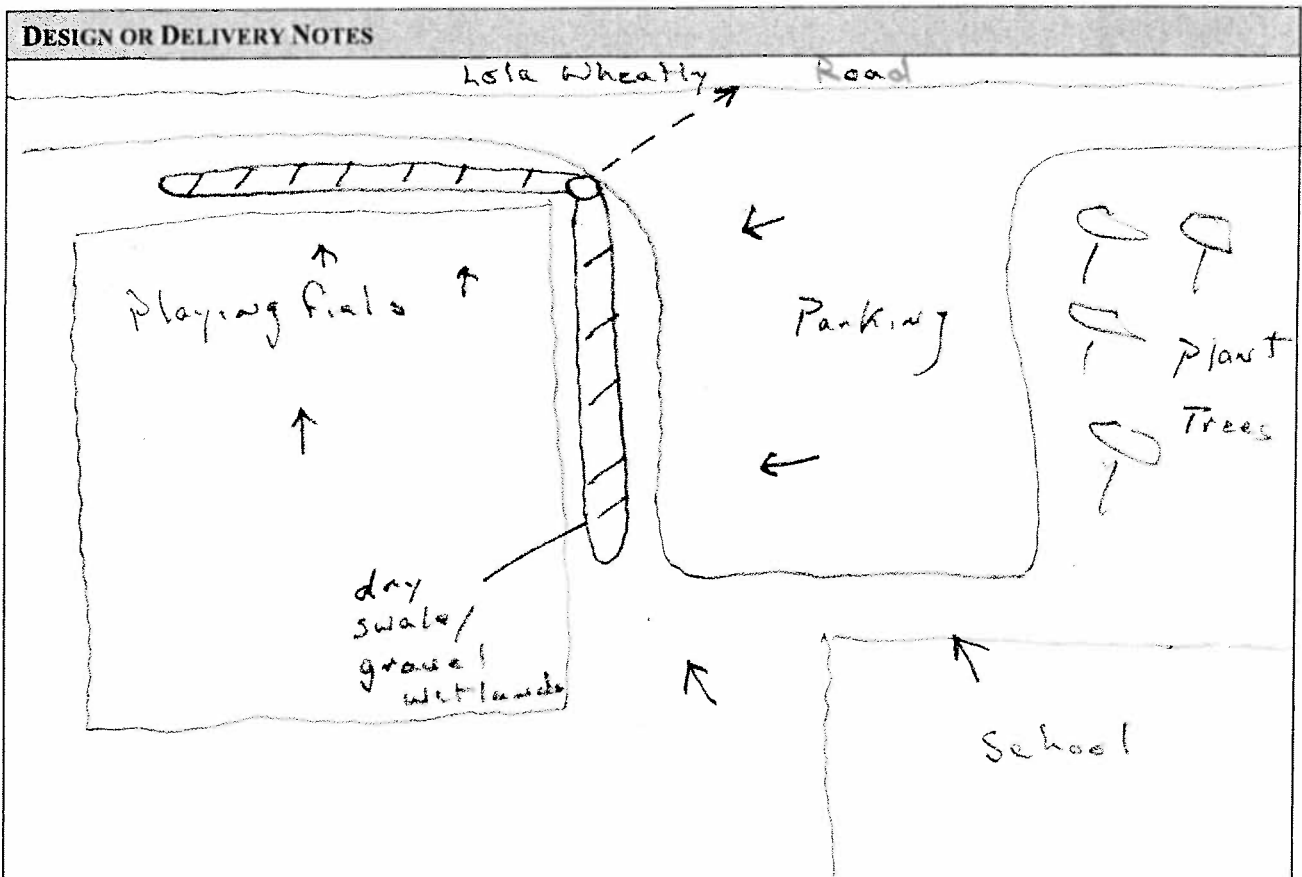 DESIGN OR DELIVERY NOTES
Lola Wheatly Road
Playing fields
Parking
Plant
Trees
dry
swale/
gravel
wetlands
School